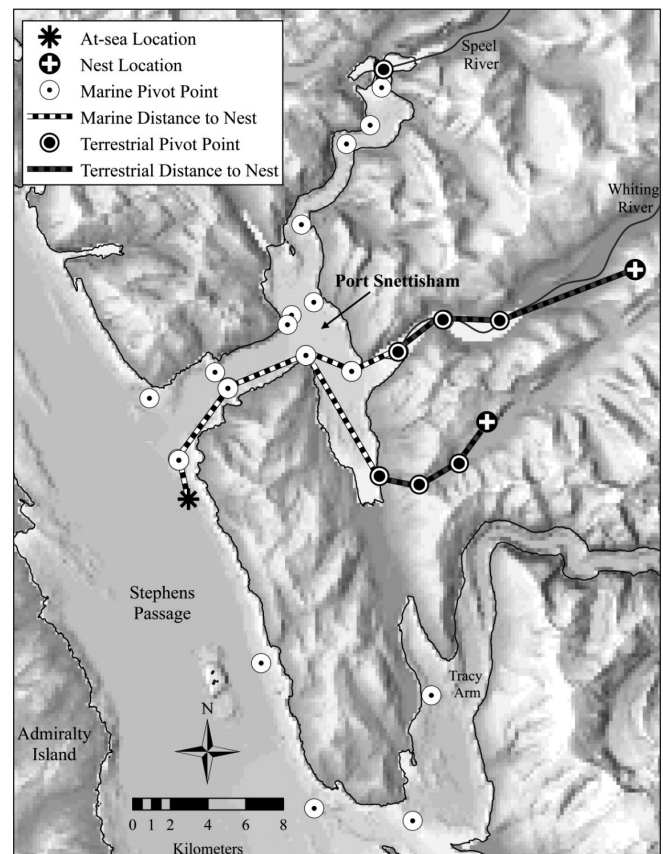 At-sea Location
Nest Location
Marine Pivot Point
Marine Distance to Nest
Terrestrial Pivot Point
Terrestrial Distance to Nest
Speel
River
Whiting
River
Port Snettisham
Stephens
Passage
Tracy
Arm
N
Admiralty
Island
0 1 2 4 6 8
Kilometers